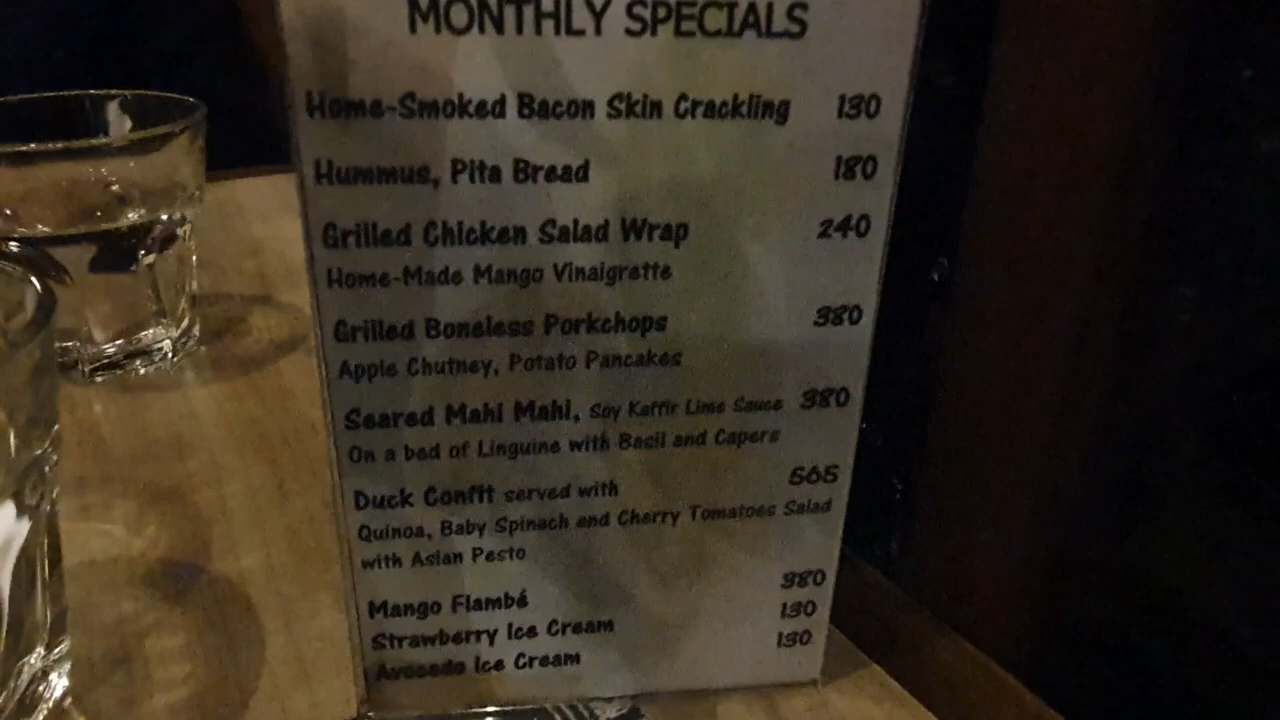 MONTHLY SPECIALS
Home-Smoked Bacon Skin Crackling 130
Hummus, Pita Bread 180
Grilled Chicken Salad Wrap 240
Home-Made Mango Vinaigrette
Grilled Boneless Porkchops 380
Apple Chutney, Potato Pancakes
Seared Mahi Mahi, Soy Kaffir Lime Sauce 380
On a bed of Linguine with Basil and Capers
Duck Confit served with 565
Quinoa, Baby Spinach and Cherry Tomatoes Salad
with Asian Pesto
Mango Flambé 380
Strawberry Ice Cream 130
Avocado Ice Cream 130